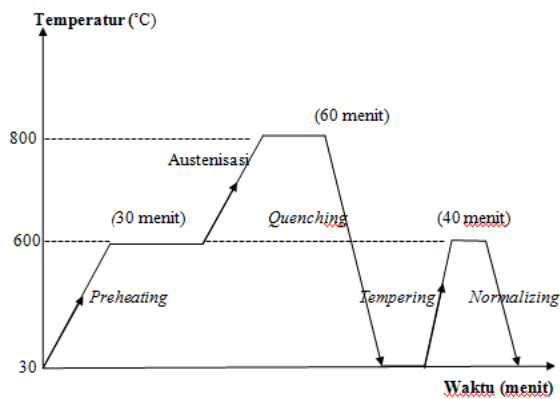 Temperatur (°C)
(60 menit)
800
Austenisasi
(30 menit)
Quenching
(40 menit)
600
Preheating
Tempering
Normalizing
30
Waktu (menit)